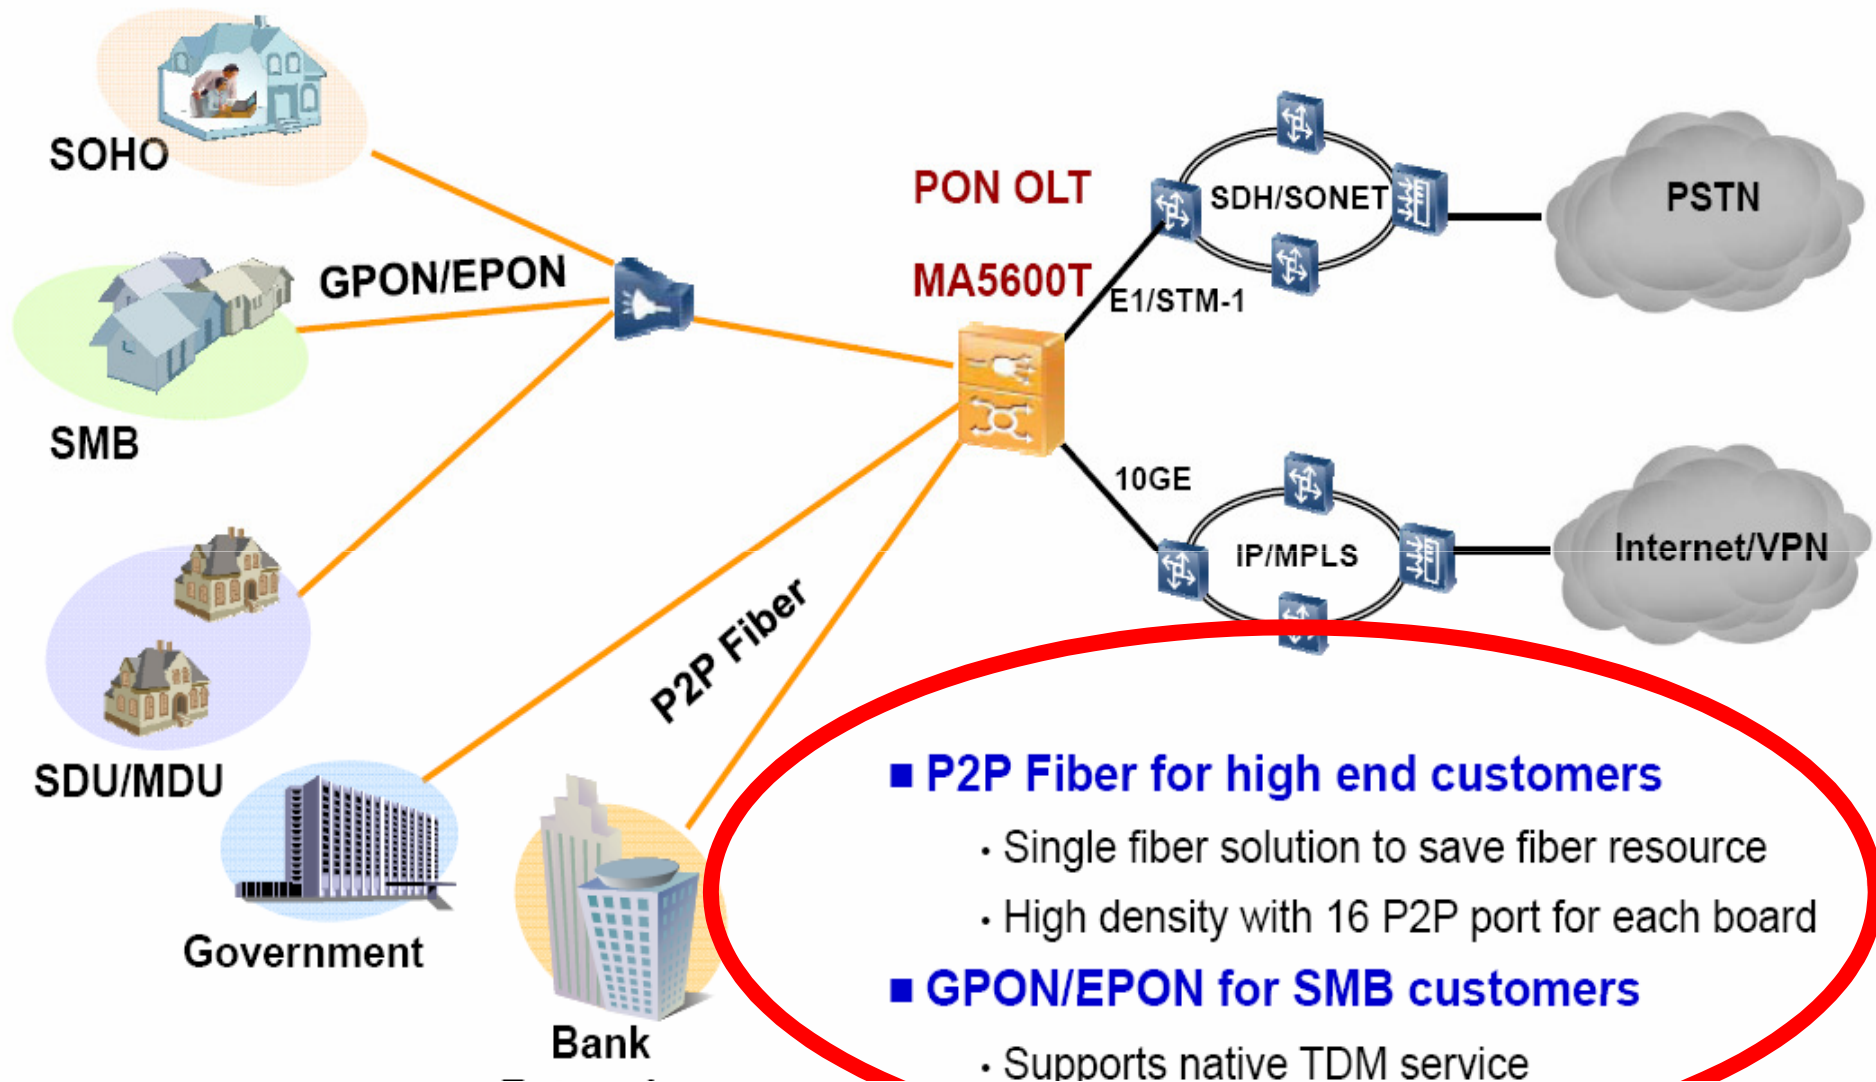 SOHO
PON OLT
SDH/SONET
PSTN
GPON/EPON
MA5600T
E1/STM-1
SMB
10GE
IP/MPLS
Internet/VPN
P2P Fiber
SDU/MDU
■ P2P Fiber for high end customers
· Single fiber solution to save fiber resource
· High density with 16 P2P port for each board
Government
■ GPON/EPON for SMB customers
Bank
· Supports native TDM service